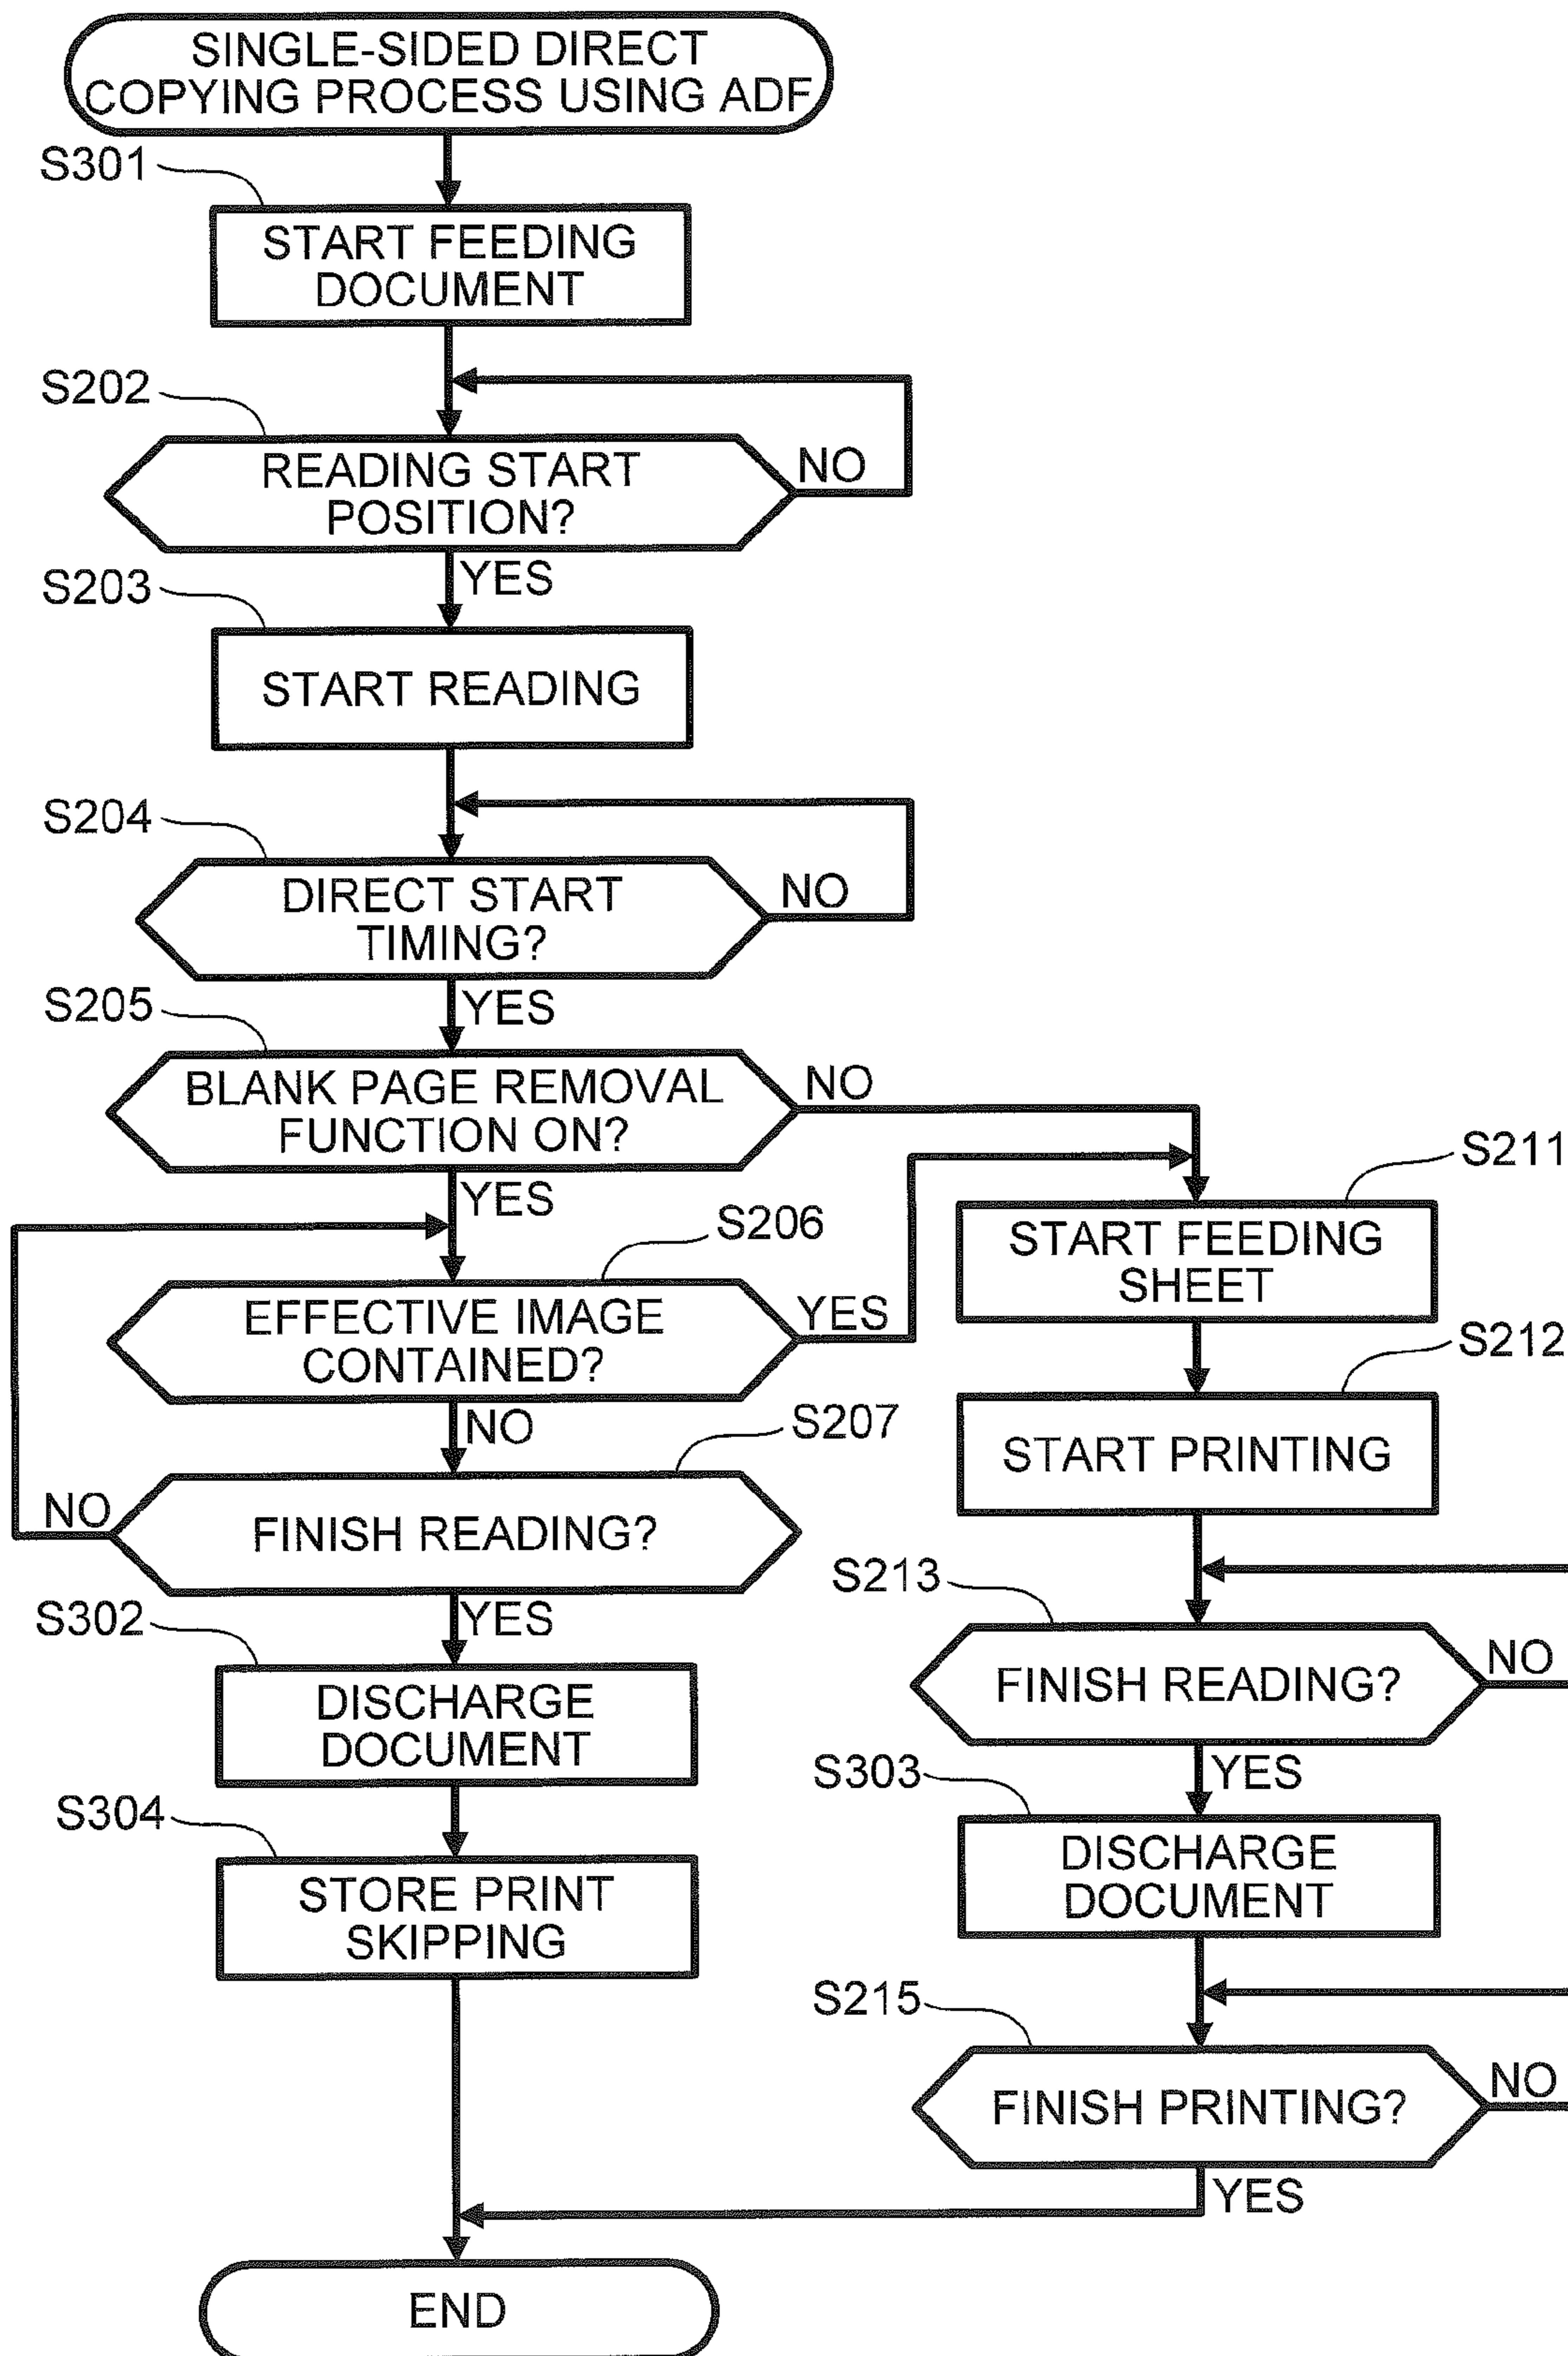 SINGLE-SIDED DIRECT
COPYING PROCESS USING ADF
S301
START FEEDING
DOCUMENT
S202
READING START
POSITION?
NO
YES
S203
START READING
S204
DIRECT START
TIMING?
NO
YES
S205
BLANK PAGE REMOVAL
FUNCTION ON?
NO
YES
S206
EFFECTIVE IMAGE
CONTAINED?
YES
NO
S207
FINISH READING?
NO
YES
S302
DISCHARGE
DOCUMENT
S304
STORE PRINT
SKIPPING
S211
START FEEDING
SHEET
S212
START PRINTING
S213
FINISH READING?
NO
YES
S303
DISCHARGE
DOCUMENT
S215
FINISH PRINTING?
NO
YES
END